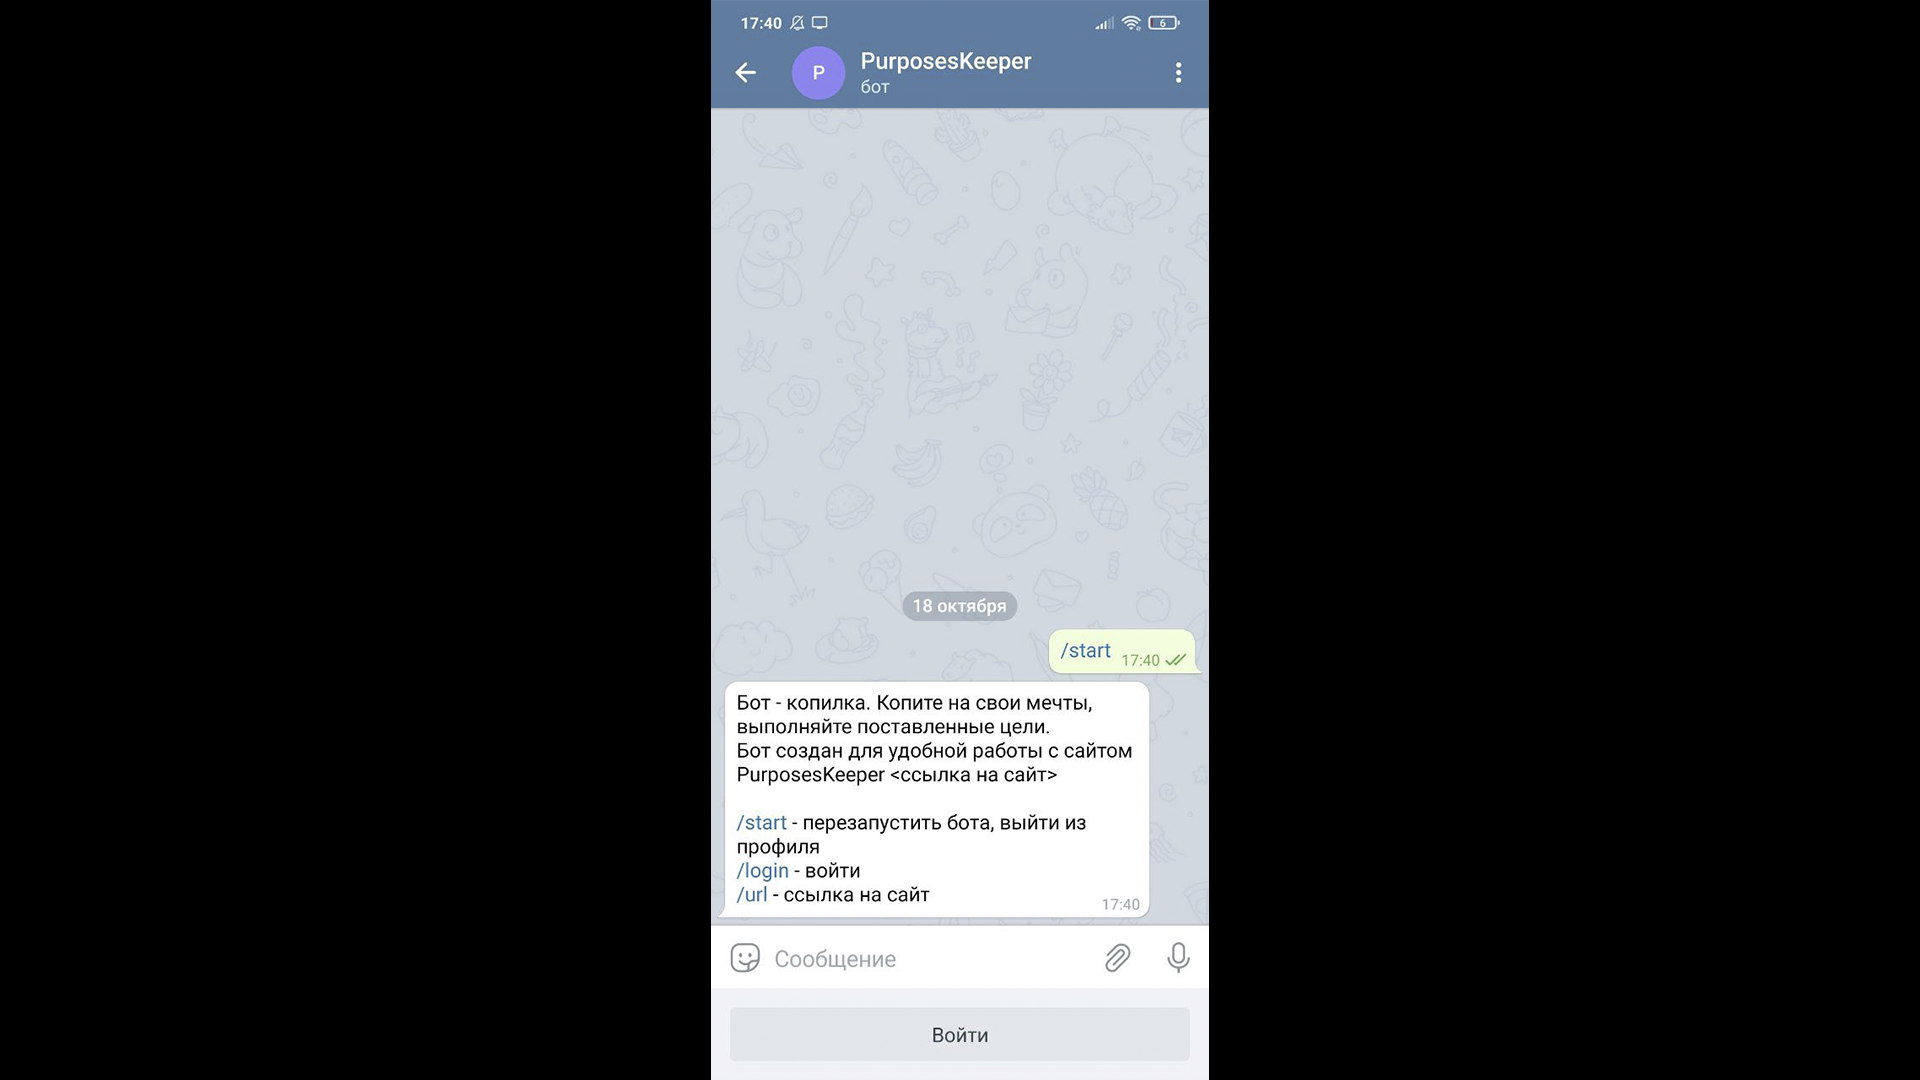 17:40
6
P
PurposesKeeper
бот
18 октября
/start 17:40
Бот - копилка. Копите на свои мечты,
выполняйте поставленные цели.
Бот создан для удобной работы с сайтом
PurposesKeeper <ссылка на сайт>
/start - перезапустить бота, выйти из
профиля
/login - войти
/url - ссылка на сайт
17:40
Сообщение
Войти